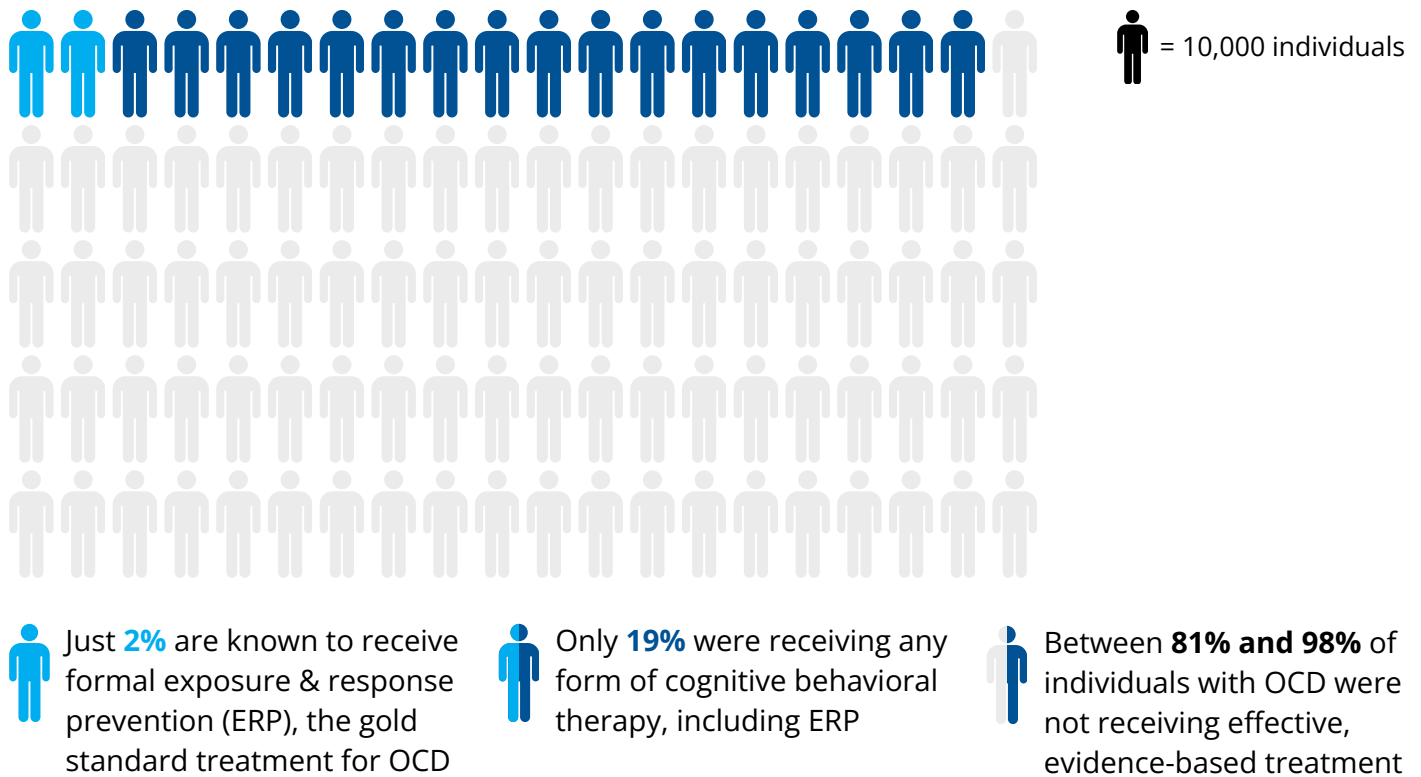 = 10,000 individuals
Just 2% are known to receive
formal exposure & response
prevention (ERP), the gold
standard treatment for OCD
Only 19% were receiving any
form of cognitive behavioral
therapy, including ERP
Between 81% and 98% of
individuals with OCD were
not receiving effective,
evidence-based treatment